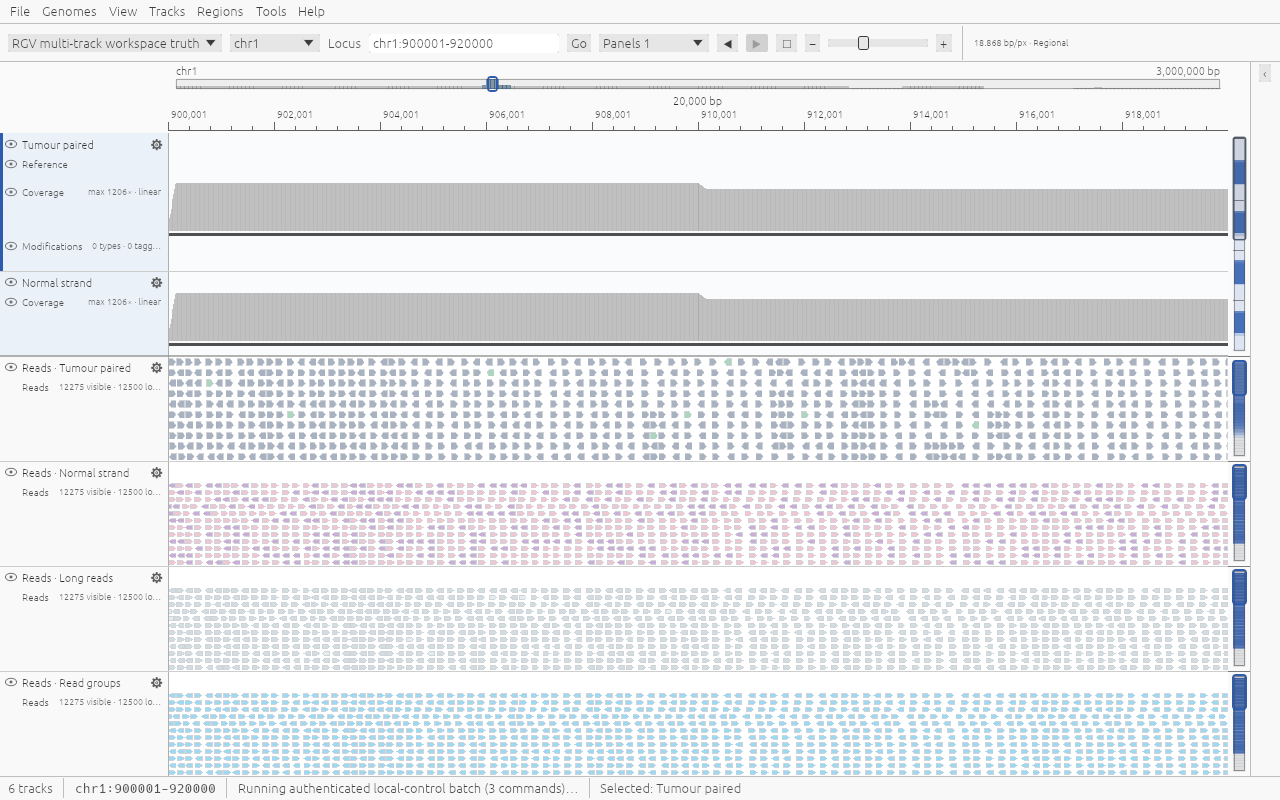 File Genomes View Tracks Regions Tools Help
RGV multi-track workspace truth chr1 Locus chr1:900001-920000 Go Panels 1 18.868 bp/px · Regional
chr1 3,000,000 bp
20,000 bp
900,001 902,001 904,001 906,001 908,001 910,001 912,001 914,001 916,001 918,001
Tumour paired
Reference
Coverage max 1206× · linear
Modifications 0 types · 0 tagg…
Normal strand
Coverage max 1206× · linear
Reads · Tumour paired
Reads 12275 visible · 12500 lo…
Reads · Normal strand
Reads 12275 visible · 12500 lo…
Reads · Long reads
Reads 12275 visible · 12500 lo…
Reads · Read groups
Reads 12275 visible · 12500 lo…
6 tracks chr1:900001-920000 Running authenticated local-control batch (3 commands)… Selected: Tumour paired